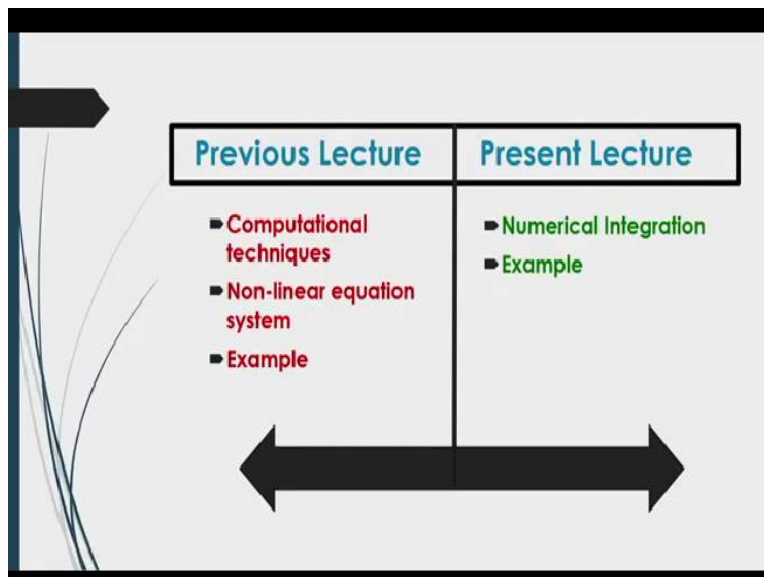 Previous Lecture
Computational
techniques
Non-linear equation
system
Example
Present Lecture
Numerical Integration
Example